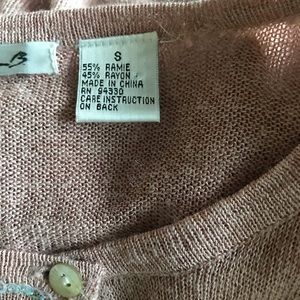 S
55% RAMIE
45% RAYON
MADE IN CHINA
RN 94330
CARE INSTRUCTION
ON BACK